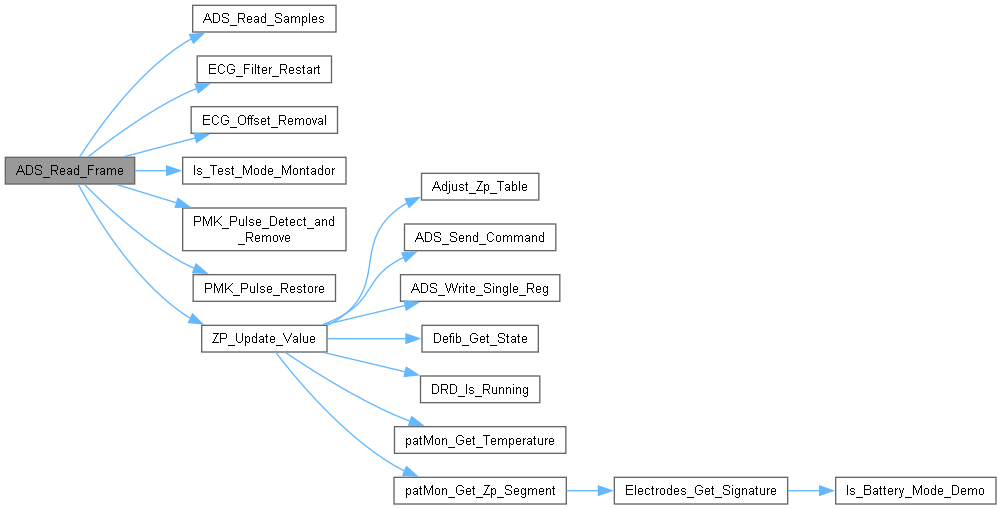 ADS_Read_Samples
ECG_Filter_Restart
ECG_Offset_Removal
ADS_Read_Frame
Is_Test_Mode_Montador
PMK_Pulse_Detect_and
_Remove
PMK_Pulse_Restore
ZP_Update_Value
Adjust_Zp_Table
ADS_Send_Command
ADS_Write_Single_Reg
Defib_Get_State
DRD_Is_Running
patMon_Get_Temperature
patMon_Get_Zp_Segment
Electrodes_Get_Signature
Is_Battery_Mode_Demo